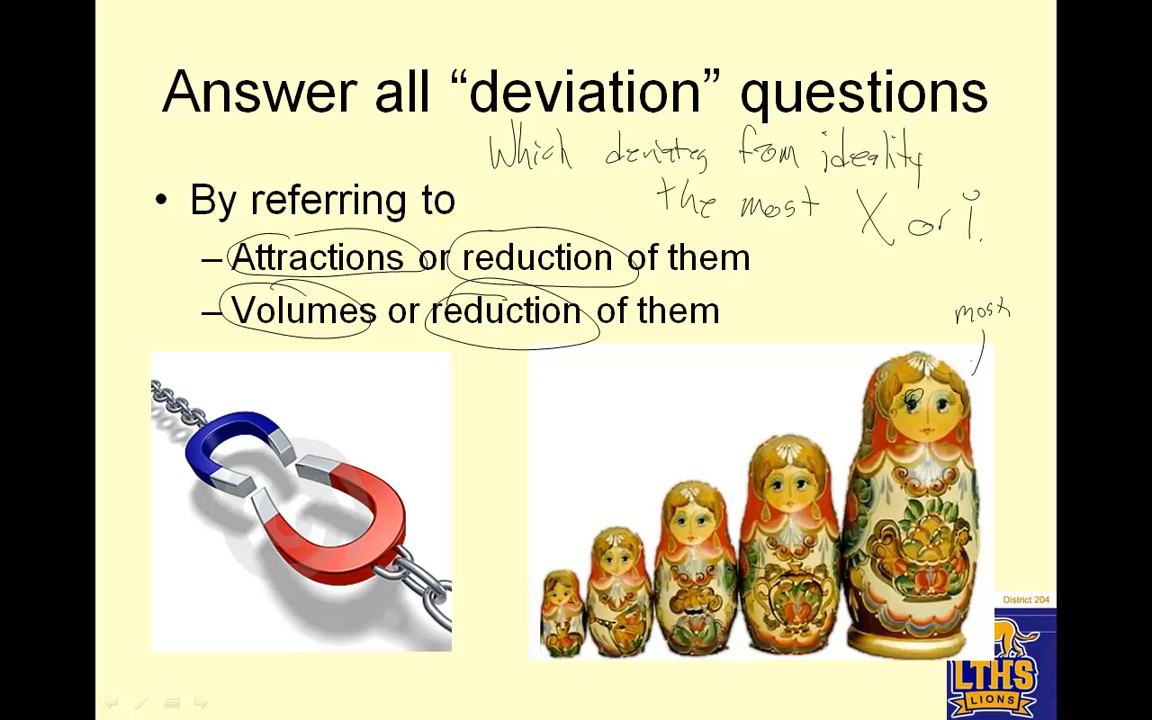 Answer all “deviation” questions
Which deviates from ideality
• By referring to
the most X or i.
– Attractions or reduction of them
– Volumes or reduction of them
most
District 204
LTHS
LIONS